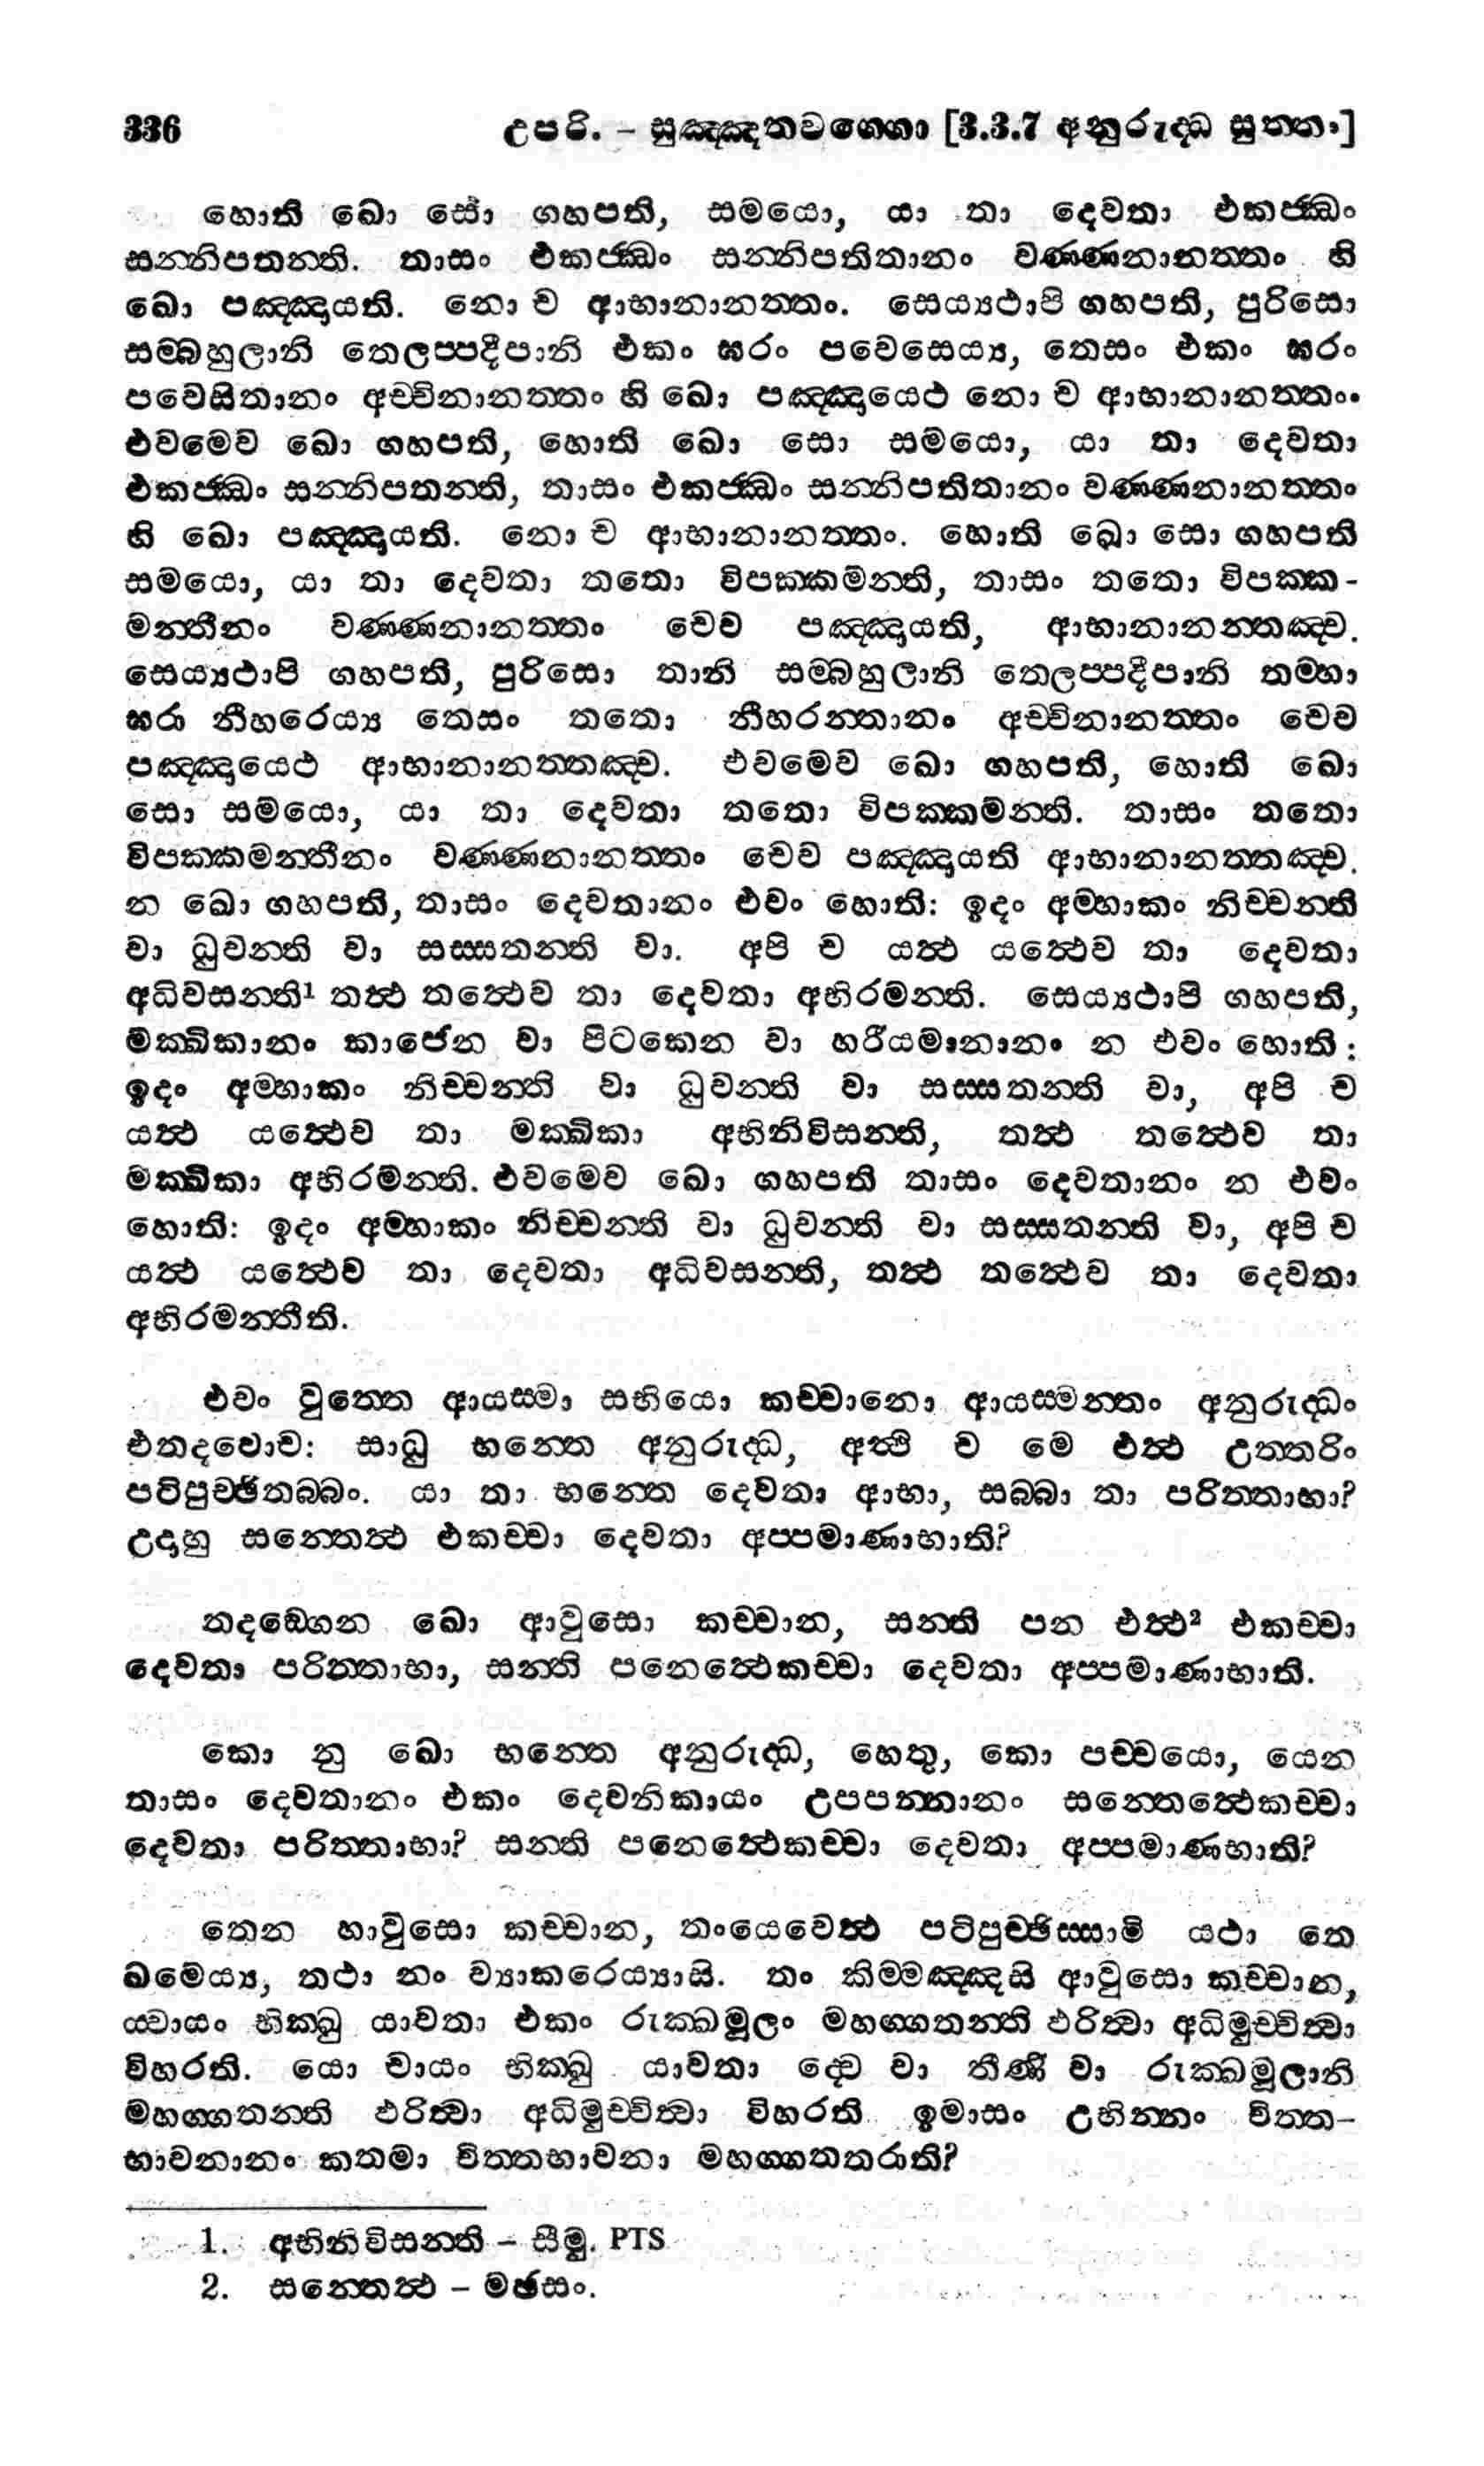 336 උපරි. – සුඤ්ඤතවග්ගො [3.3.7 අනුරුද්ධ සුත්තං]
හොති ඛො සො ගහපති, සමයො, යා තා දෙවතා එකජ්ඣං
සන්නිපතන්ති. තාසං එකජ්ඣං සන්නිපතිතානං වණ්ණනානත්තං හි
ඛො පඤ්ඤායති. නො ච ආභානානත්තං. සෙය්‍යථාපි ගහපති, පුරිසො
සම්බහුලානි තෙලප්පදීපානි එකං ඝරං පවෙසෙය්‍ය, තෙසං එකං ඝරං
පවෙසිතානං අච්චිනානත්තං හි ඛො පඤ්ඤායෙථ නො ච ආභානානත්තං.
එවමෙව ඛො ගහපති, හොති ඛො සො සමයො, යා තා දෙවතා
එකජ්ඣං සන්නිපතන්ති, තාසං එකජ්ඣං සන්නිපතිතානං වණ්ණනානත්තං
හි ඛො පඤ්ඤායති. නො ච ආභානානත්තං. හොති ඛො සො ගහපති
සමයො, යා තා දෙවතා තතො විපක්කමන්ති, තාසං තතො විපක්ක-
මන්තීනං වණ්ණනානත්තං චෙව පඤ්ඤායති, ආභානානන්තඤ්ච.
සෙය්‍යථාපි ගහපති, පුරිසො තානි සම්බහුලානි තෙලප්පදීපානි තම්හා
ඝරා නීහරෙය්‍ය තෙසං තතො නීහරන්තානං අච්චිනානත්තං චෙව
පඤ්ඤායෙථ ආභානානත්තඤ්ච. එවමෙව ඛො ගහපති, හොති ඛො
සො සමයො, යා තා දෙවතා තතො විපක්කමන්ති. තාසං තතො
විපක්කමන්තීනං වණ්ණනානත්තං චෙව පඤ්ඤායති ආභානානත්තඤ්ච.
න ඛො ගහපති, තාසං දෙවතානං එවං හොති: ඉදං අම්හාකං නිච්චන්ති
වා ධුවන්ති වා සස්සතන්ති වා. අපි ච යත්ථ යත්ථෙව තා දෙවතා
අධිවසන්ති¹ තත්ථ තත්ථෙව තා දෙවතා අභිරමන්ති. සෙය්‍යථාපි ගහපති,
මක්ඛිකානං කාජේන වා පිටකෙන වා හරීයමානානං න එවං හොති:
ඉදං අම්හාකං නිච්චන්ති වා ධුවන්ති වා සස්සතන්ති වා, අපි ච
යත්ථ යත්ථෙව තා මක්ඛිකා අභිනිවිසන්ති, තත්ථ තත්ථෙව තා
මක්ඛිකා අභිරමන්ති. එවමෙව ඛො ගහපති තාසං දෙවතානං න එවං
හොති: ඉදං අම්හාකං නිච්චන්ති වා ධුවන්ති වා සස්සතන්ති වා, අපි ච
යත්ථ යත්ථෙව තා දෙවතා අධිවසන්ති, තත්ථ තත්ථෙව තා දෙවතා
අභිරමන්තීති.
එවං වුත්තෙ ආයස්මා සභියො කච්චානො ආයස්මන්තං අනුරුද්ධං
එතදවොච: සාධු භන්තෙ අනුරුද්ධ, අත්ථි ච මෙ එත්ථ උත්තරිං
පටිපුච්ඡිතබ්බං. යා තා භන්තෙ දෙවතා ආභා, සබ්බා තා පරිත්තාභා?
උදාහු සන්තෙත්ථ එකච්චා දෙවතා අප්පමාණාභාති?
තදඞ්ගෙන ඛො ආවුසො කච්චාන, සන්ති පන එත්ථ² එකච්චා
දෙවතා පරිත්තාභා, සන්ති පනෙත්ථෙකච්චා දෙවතා අප්පමාණාභාති.
කො නු ඛො භන්තෙ අනුරුද්ධ, හෙතු, කො පච්චයො, යෙන
තාසං දෙවතානං එකං දෙවනිකායං උපපන්නානං සන්තෙත්ථෙකච්චා
දෙවතා පරිත්තාභා? සන්ති පනෙත්ථෙකච්චා දෙවතා අප්පමාණභාති?
තෙන හාවුසො කච්චාන, තංයෙවෙත්ථ පටිපුච්ඡිස්සාමි යථා තෙ
ඛමෙය්‍ය, තථා නං ව්‍යාකරෙය්‍යාසි. තං කිම්මඤ්ඤසි ආවුසො කච්චාන,
ය්වායං භික්ඛු යාවතා එකං රුක්ඛමූලං මහග්ගතන්ති ඵරිත්වා අධිමුච්චිත්වා
විහරති. යො චායං භික්ඛු යාවතා ද්වෙ වා තීණි වා රුක්ඛමූලානි
මහග්ගතන්ති ඵරිත්වා අධිමුච්චිත්වා විහරති. ඉමාසං උභින්නං චිත්ත-
භාවනානං කතමා චිත්තභාවනා මහග්ගතතරාති?
1. අභිනිවිසන්ති – සීමු. PTS
2. සන්තෙත්ථ – මඡසං.